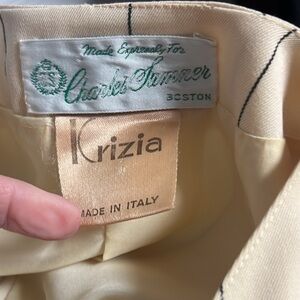 Made Expressly For
Charles Sumner
BOSTON
Krizia
MADE IN ITALY